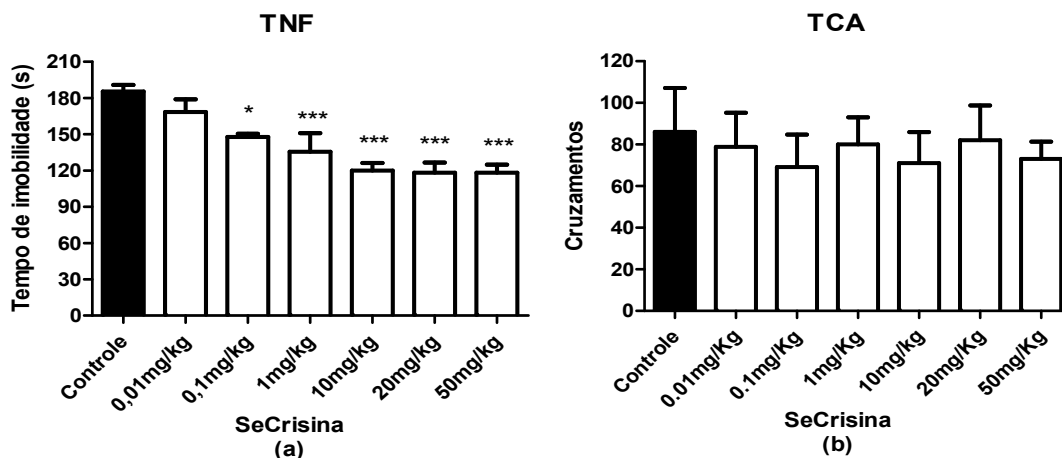 TNF
Tempo de imobilidade (s)
210
180
150
120
90
60
30
0
*
***
***
***
***
Controle
0,01mg/kg
0,1mg/kg
1mg/kg
10mg/kg
20mg/kg
50mg/kg
SeCrisina
(a)
TCA
Cruzamentos
120
100
80
60
40
20
0
Controle
0.01mg/Kg
0.1mg/Kg
1mg/Kg
10mg/Kg
20mg/Kg
50mg/Kg
SeCrisina
(b)